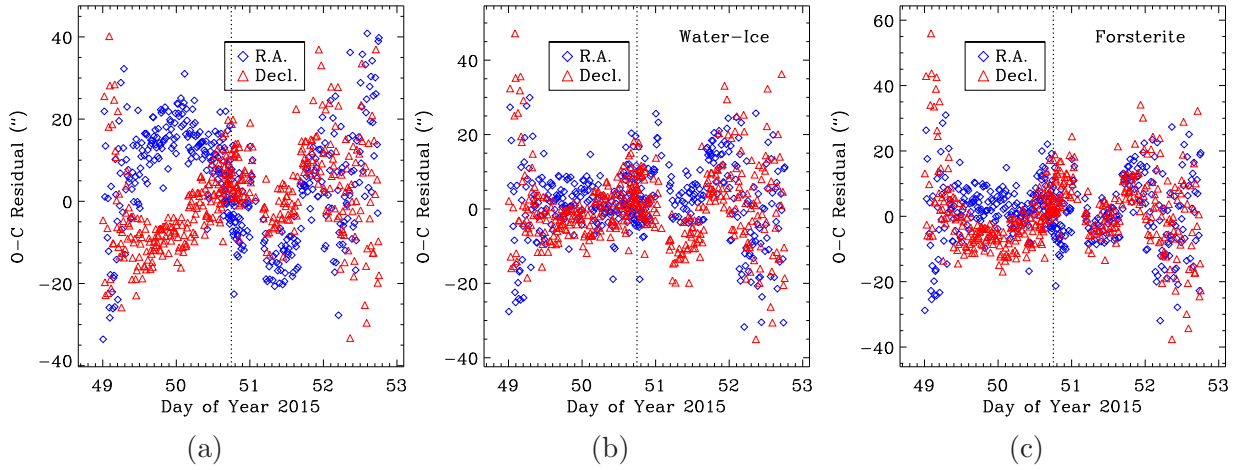 40
20
0
−20
−40
O−C Residual (“)
R.A.
Decl.
49 50 51 52 53
Day of Year 2015
(a)
40
20
0
−20
−40
O−C Residual (“)
Water−Ice
R.A.
Decl.
49 50 51 52 53
Day of Year 2015
(b)
60
40
20
0
−20
−40
O−C Residual (“)
Forsterite
R.A.
Decl.
49 50 51 52 53
Day of Year 2015
(c)